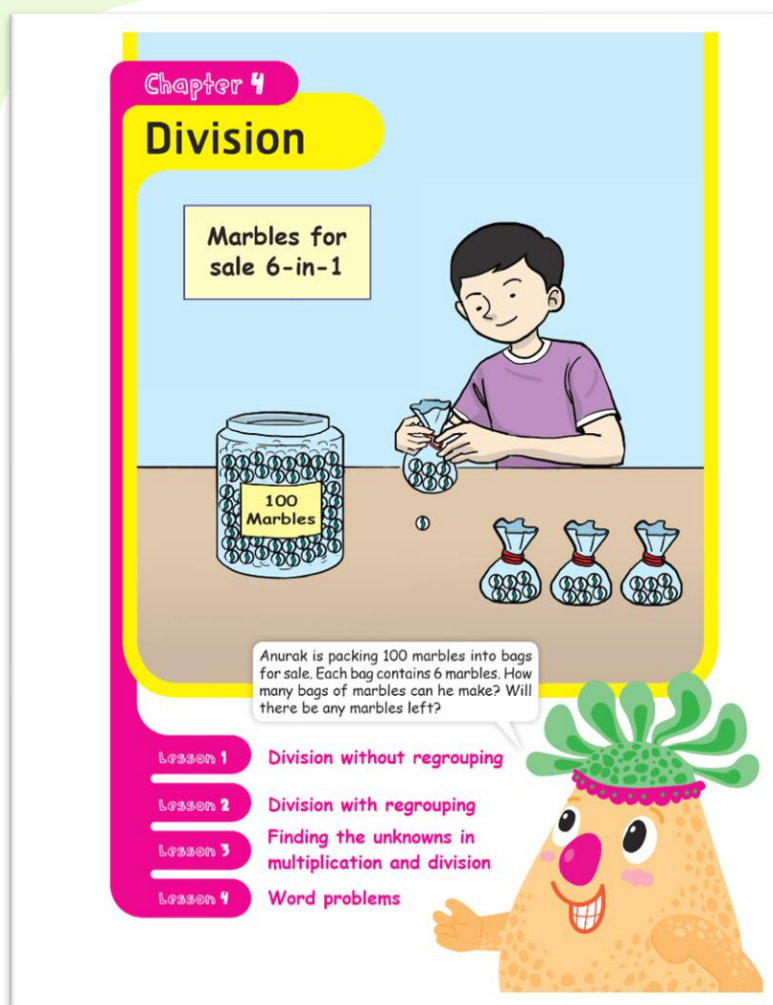 Chapter 4
Division
Marbles for
sale 6-in-1
100
Marbles
Anurak is packing 100 marbles into bags
for sale. Each bag contains 6 marbles. How
many bags of marbles can he make? Will
there be any marbles left?
Lesson 1 Division without regrouping
Lesson 2 Division with regrouping
Lesson 3 Finding the unknowns in
multiplication and division
Lesson 4 Word problems